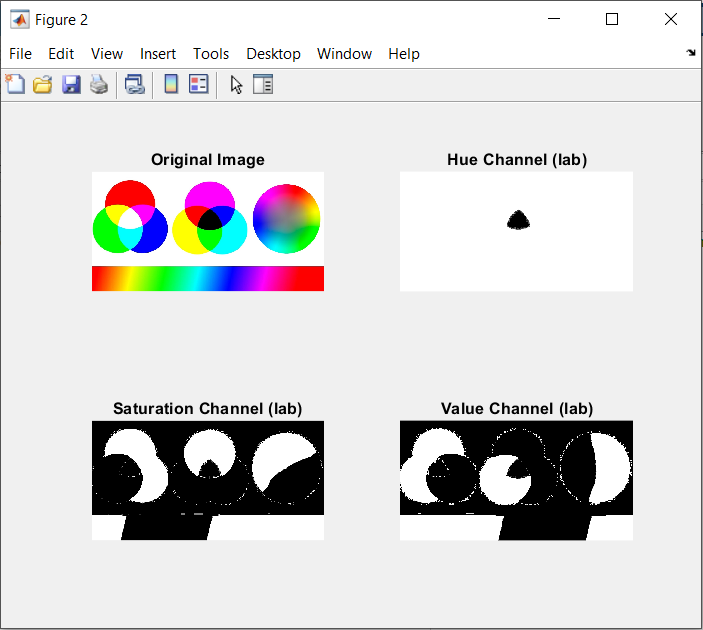 Figure 2
File Edit View Insert Tools Desktop Window Help
Original Image
Hue Channel (lab)
Saturation Channel (lab)
Value Channel (lab)